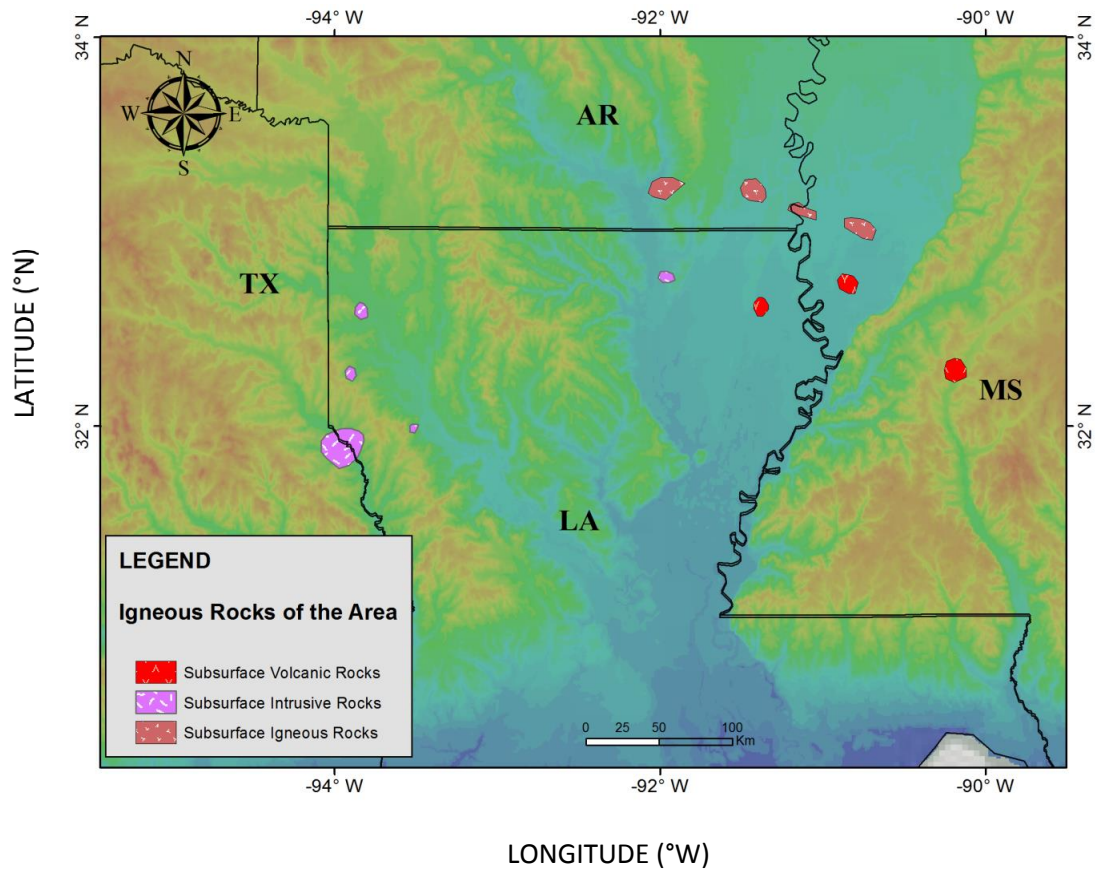 -94° W
-92° W
-90° W
34° N
34° N
N
W
E
S
AR
TX
MS
LA
32° N
32° N
LATITUDE (°N)
LEGEND
Igneous Rocks of the Area
Subsurface Volcanic Rocks
Subsurface Intrusive Rocks
Subsurface Igneous Rocks
0 25 50 100
Km
-94° W
-92° W
-90° W
LONGITUDE (°W)